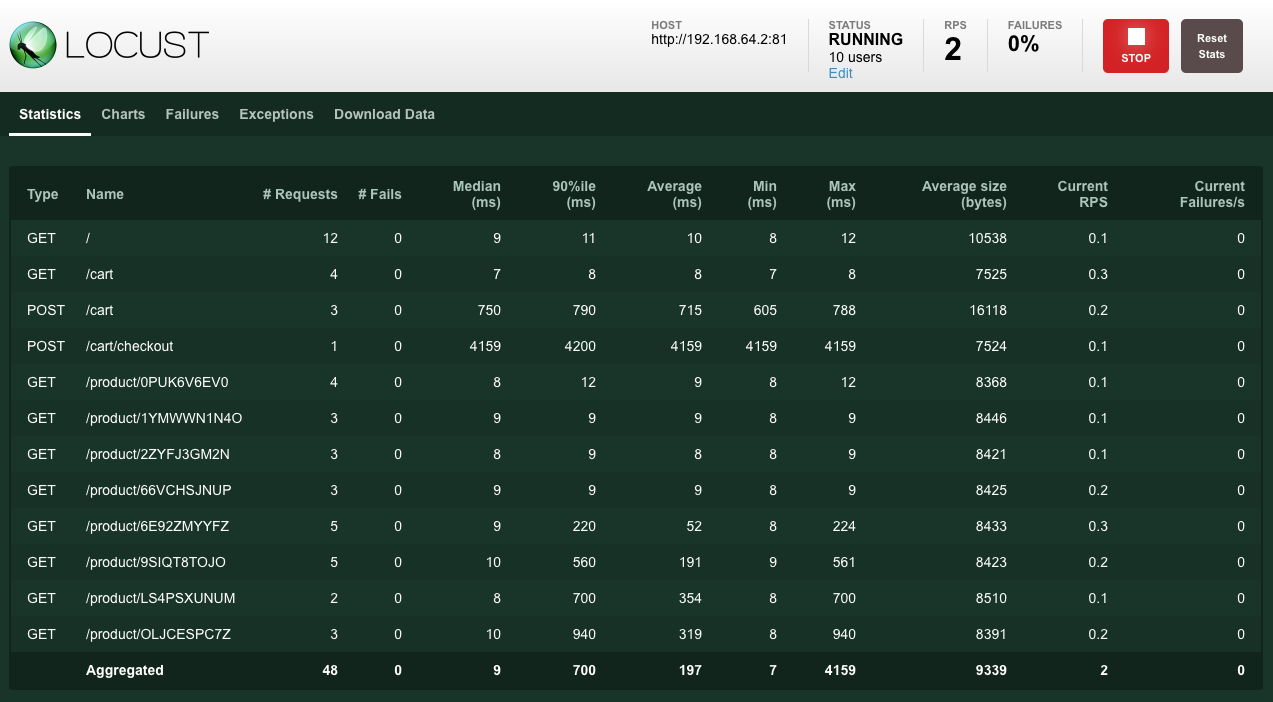 LOCUST
HOST
http://192.168.64.2:81
STATUS
RUNNING
10 users
Edit
RPS
2
FAILURES
0%
STOP
Reset
Stats
Statistics Charts Failures Exceptions Download Data
Type Name # Requests # Fails Median (ms) 90%ile (ms) Average (ms) Min (ms) Max (ms) Average size (bytes) Current RPS Current Failures/s
GET / 12 0 9 11 10 8 12 10538 0.1 0
GET /cart 4 0 7 8 8 7 8 7525 0.3 0
POST /cart 3 0 750 790 715 605 788 16118 0.2 0
POST /cart/checkout 1 0 4159 4200 4159 4159 4159 7524 0.1 0
GET /product/0PUK6V6EV0 4 0 8 12 9 8 12 8368 0.1 0
GET /product/1YMWWN1N4O 3 0 9 9 9 8 9 8446 0.1 0
GET /product/2ZYFJ3GM2N 3 0 8 9 8 8 9 8421 0.1 0
GET /product/66VCHSJNUP 3 0 9 9 9 8 9 8425 0.2 0
GET /product/6E92ZMYYFZ 5 0 9 220 52 8 224 8433 0.3 0
GET /product/9SIQT8TOJO 5 0 10 560 191 9 561 8423 0.2 0
GET /product/LS4PSXUNUM 2 0 8 700 354 8 700 8510 0.1 0
GET /product/OLJCESPC7Z 3 0 10 940 319 8 940 8391 0.2 0
Aggregated 48 0 9 700 197 7 4159 9339 2 0